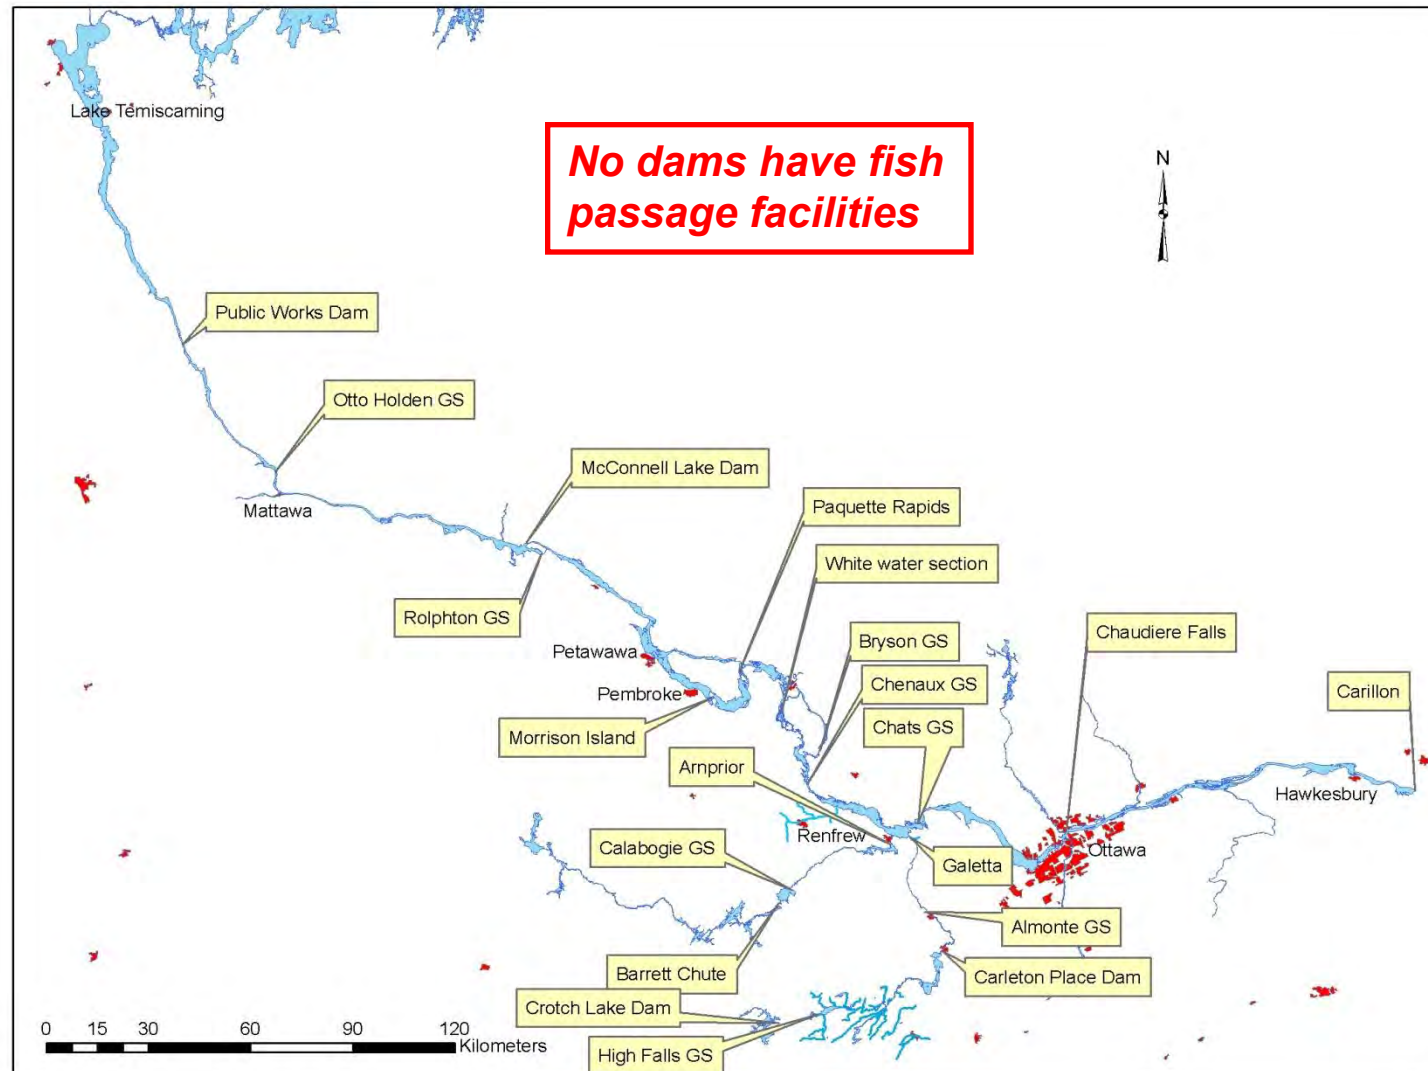 Lake Temiscaming
No dams have fish
passage facilities
N
Public Works Dam
Otto Holden GS
McConnell Lake Dam
Mattawa
Paquette Rapids
White water section
Rolphton GS
Chaudiere Falls
Bryson GS
Petawawa
Chenaux GS
Pembroke
Carillon
Chats GS
Morrison Island
Arnprior
Hawkesbury
Renfrew
Calabogie GS
Ottawa
Galetta
Almonte GS
Barrett Chute
Carleton Place Dam
Crotch Lake Dam
0 15 30 60 90 120
Kilometers
High Falls GS